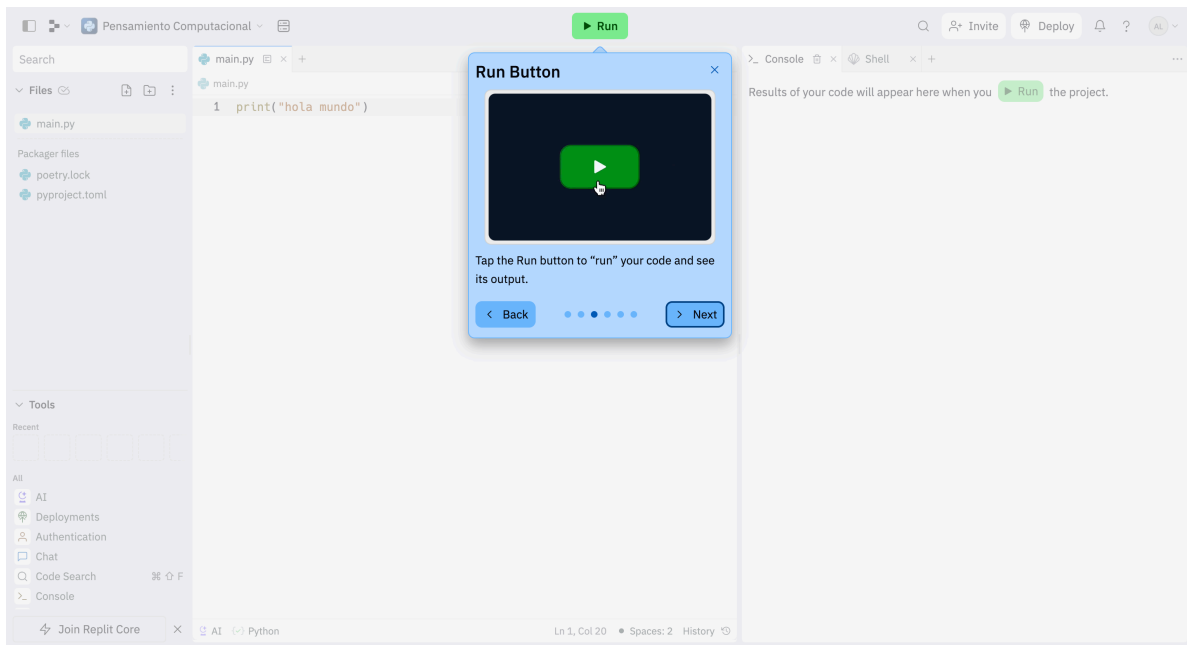 Pensamiento Computacional
Run
Invite
Deploy
?
AL
Search
Files
main.py
Packager files
poetry.lock
pyproject.toml
Tools
Recent
All
AI
Deployments
Authentication
Chat
Code Search ⌘ ⇧ F
Console
Join Replit Core
main.py
main.py
1 print("hola mundo")
AI Python
Ln 1, Col 20 • Spaces: 2 History
Run Button
Tap the Run button to “run” your code and see
its output.
Back
Next
Console
Shell
Results of your code will appear here when you Run the project.